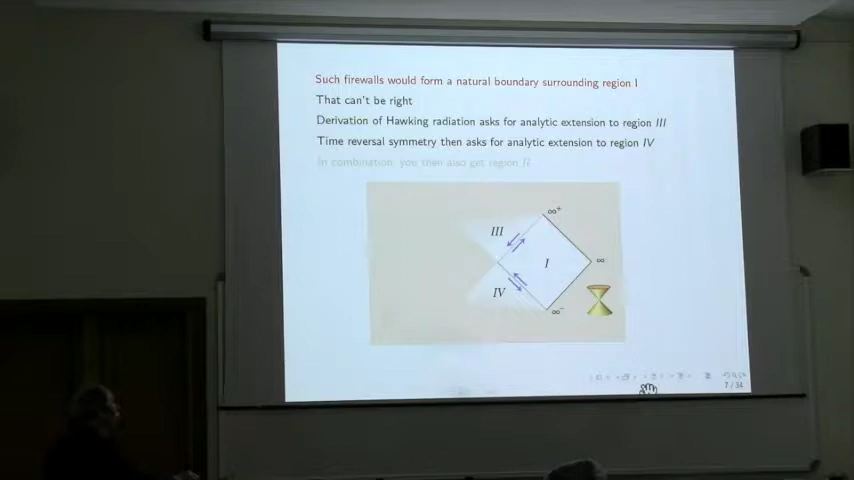 Such firewalls would form a natural boundary surrounding region I
That can't be right
Derivation of Hawking radiation asks for analytic extension to region III
Time reversal symmetry then asks for analytic extension to region IV
In combination, you then also get region II
∞⁺
III
I
∞
IV
∞⁻
7 / 34